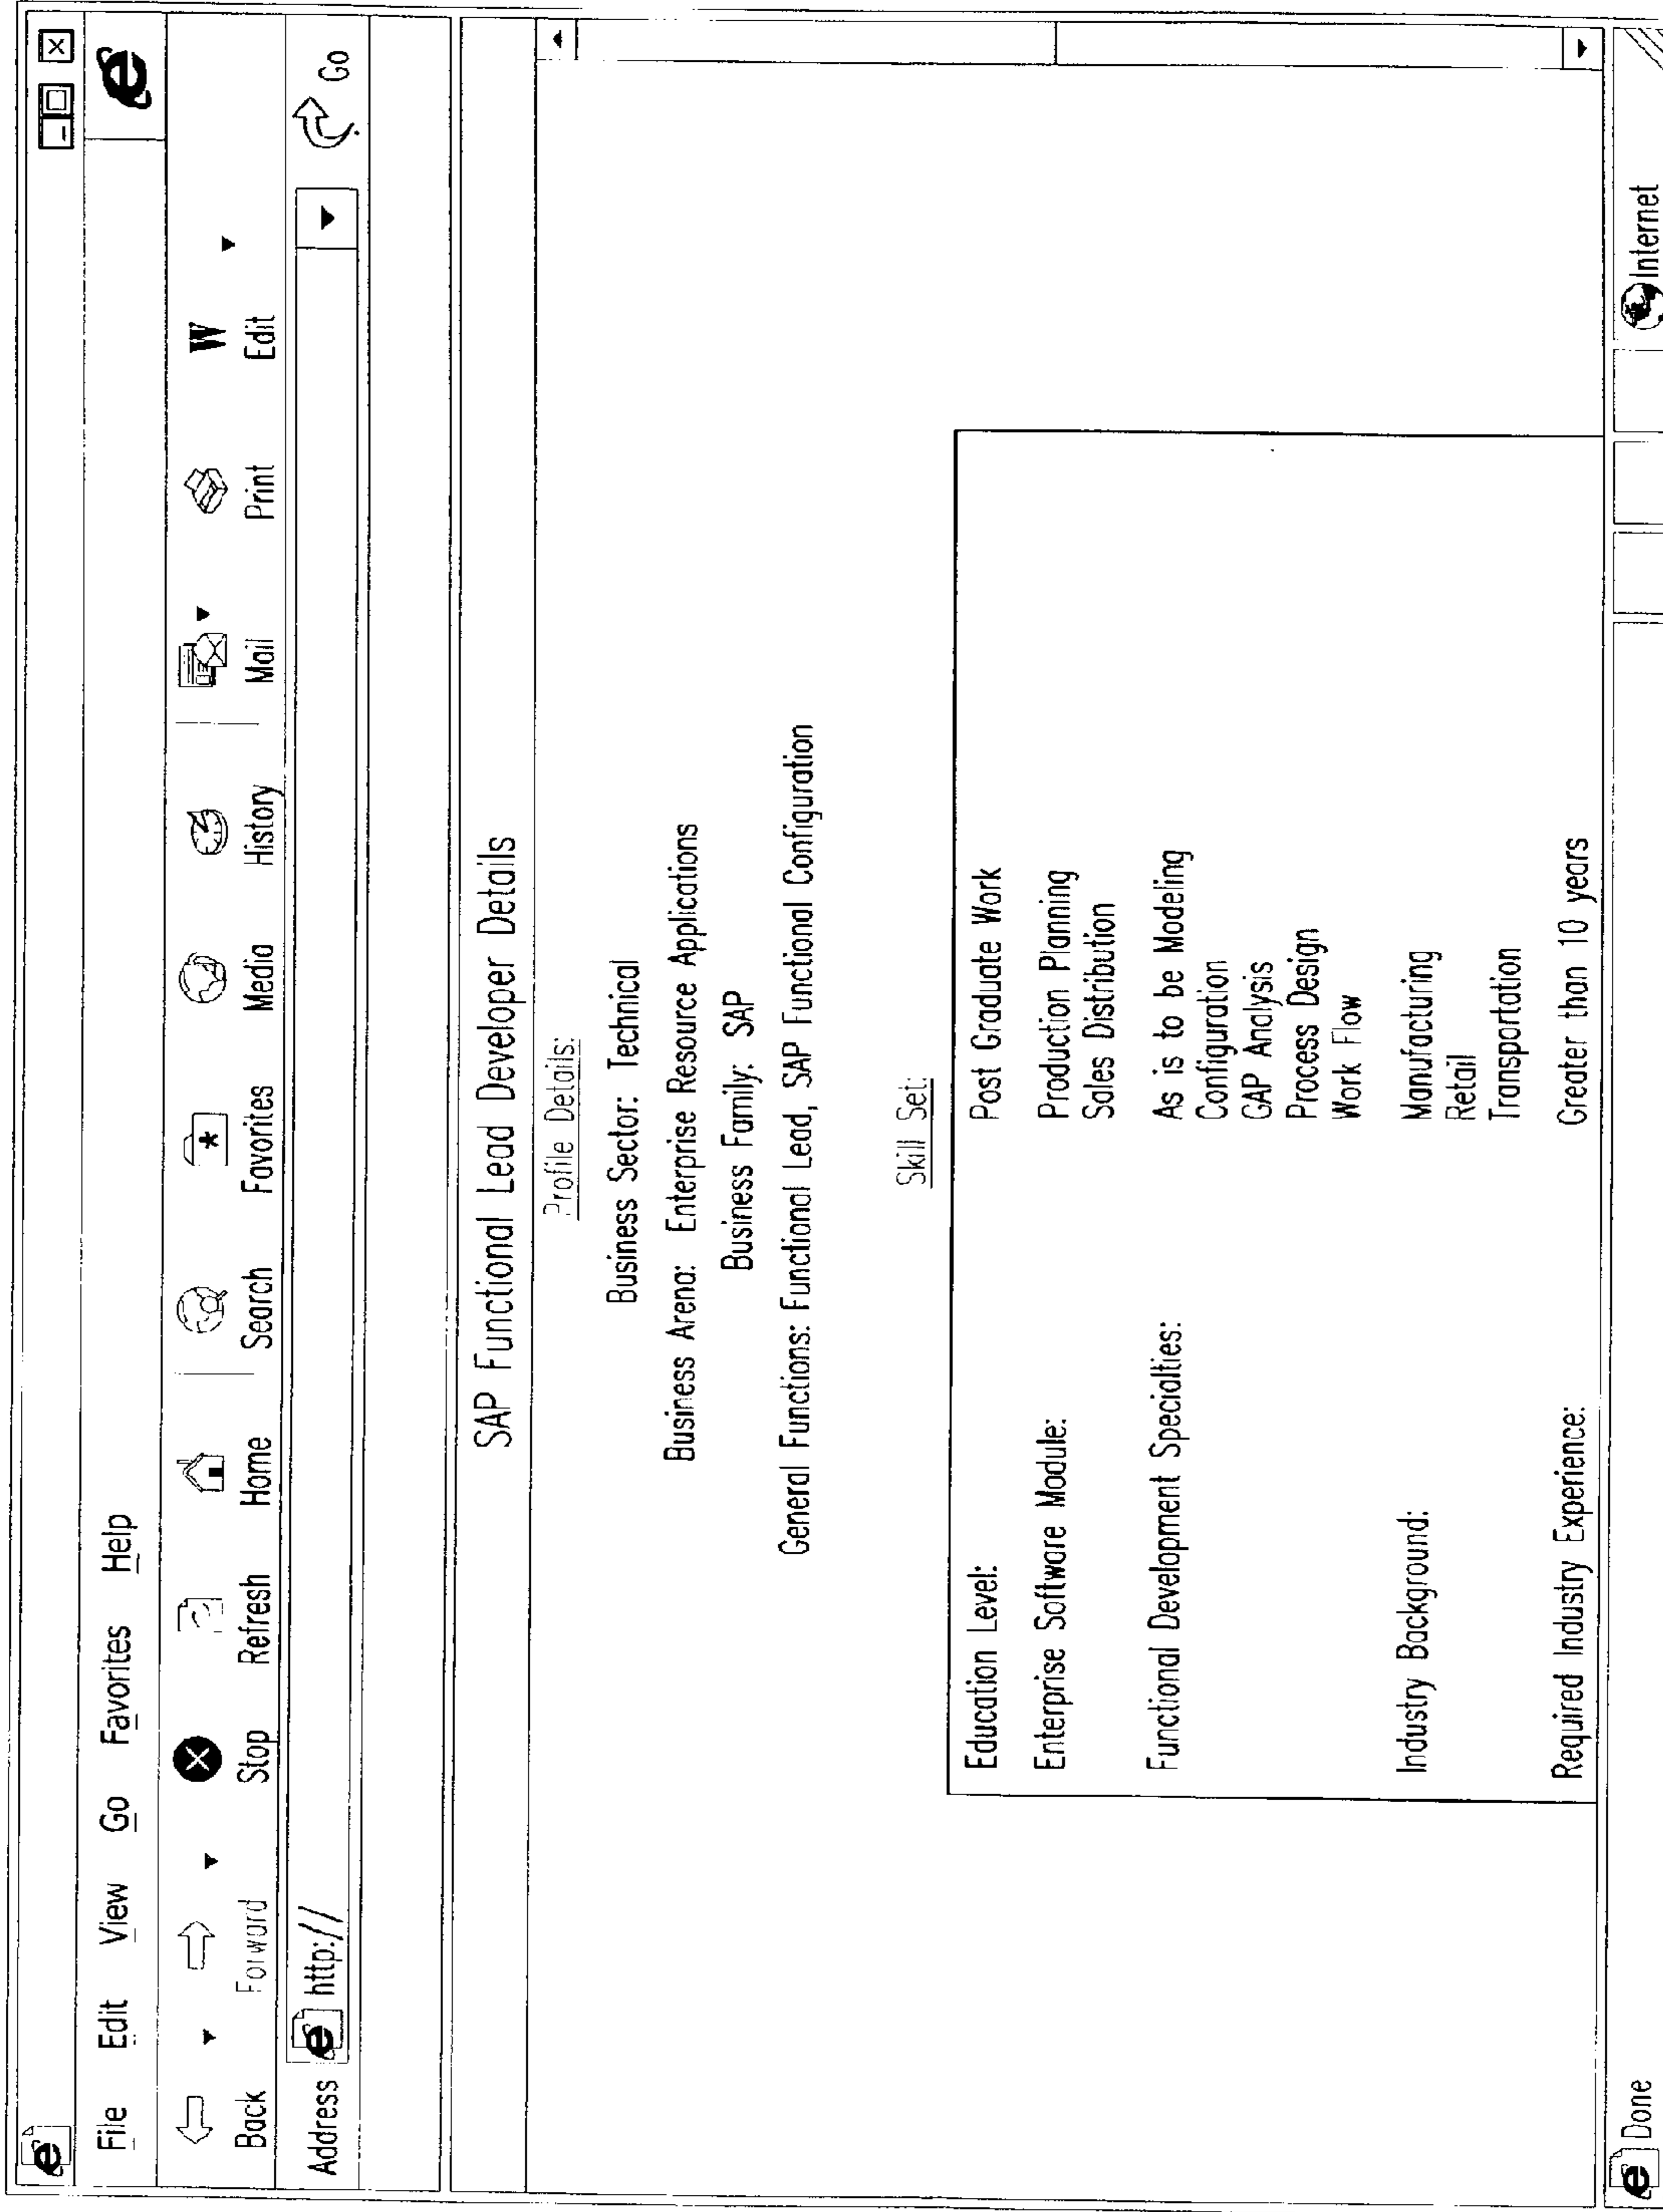 File Edit View Go Favorites Help
Back Forward Stop Refresh Home Search Favorites Media History Mail Print Edit
Address http:// Go
SAP Functional Lead Developer Details
Profile Details:
Business Sector: Technical
Business Arena: Enterprise Resource Applications
Business Family: SAP
General Functions: Functional Lead, SAP Functional Configuration
Skill Set:
Education Level: Post Graduate Work
Enterprise Software Module: Production Planning
Sales Distribution
Functional Development Specialties: As is to be Modeling
Configuration
GAP Analysis
Process Design
Work Flow
Industry Background: Manufacturing
Retail
Transportation
Required Industry Experience: Greater than 10 years
Done Internet